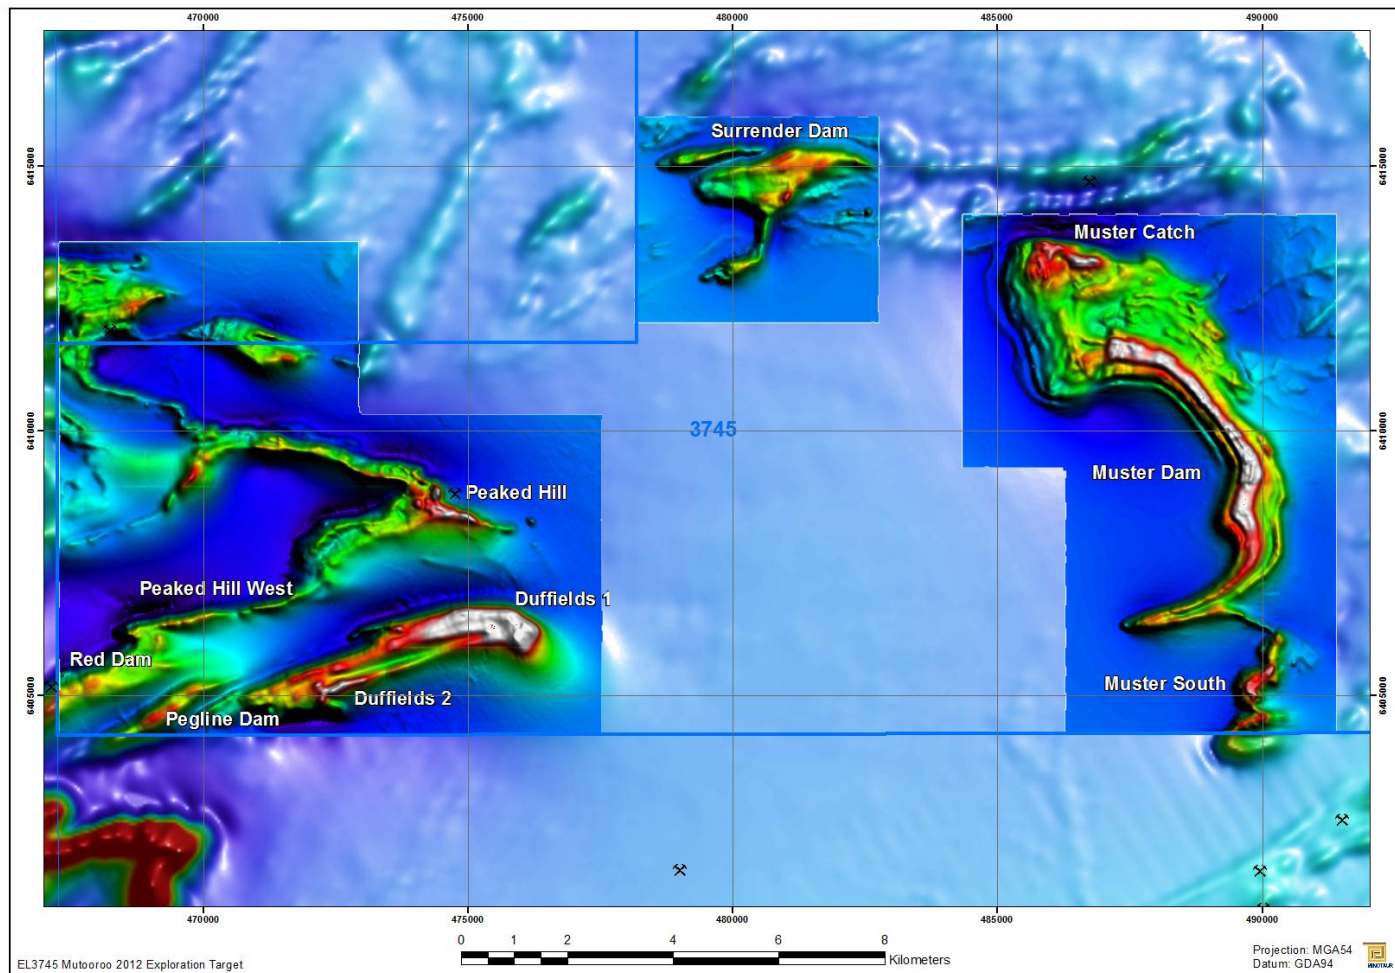 470000 475000 480000 485000 490000
Surrender Dam
6415000 6415000
Muster Catch
3745
6410000 6410000
Muster Dam
Peaked Hill
Peaked Hill West
Duffields 1
Red Dam
Muster South
Duffields 2
6405000 6405000
Pegline Dam
470000 475000 480000 485000 490000
0 1 2 4 6 8
Kilometers
EL3745 Mutooroo 2012 Exploration Target
Projection: MGA54
Datum: GDA94
MINOTAUR